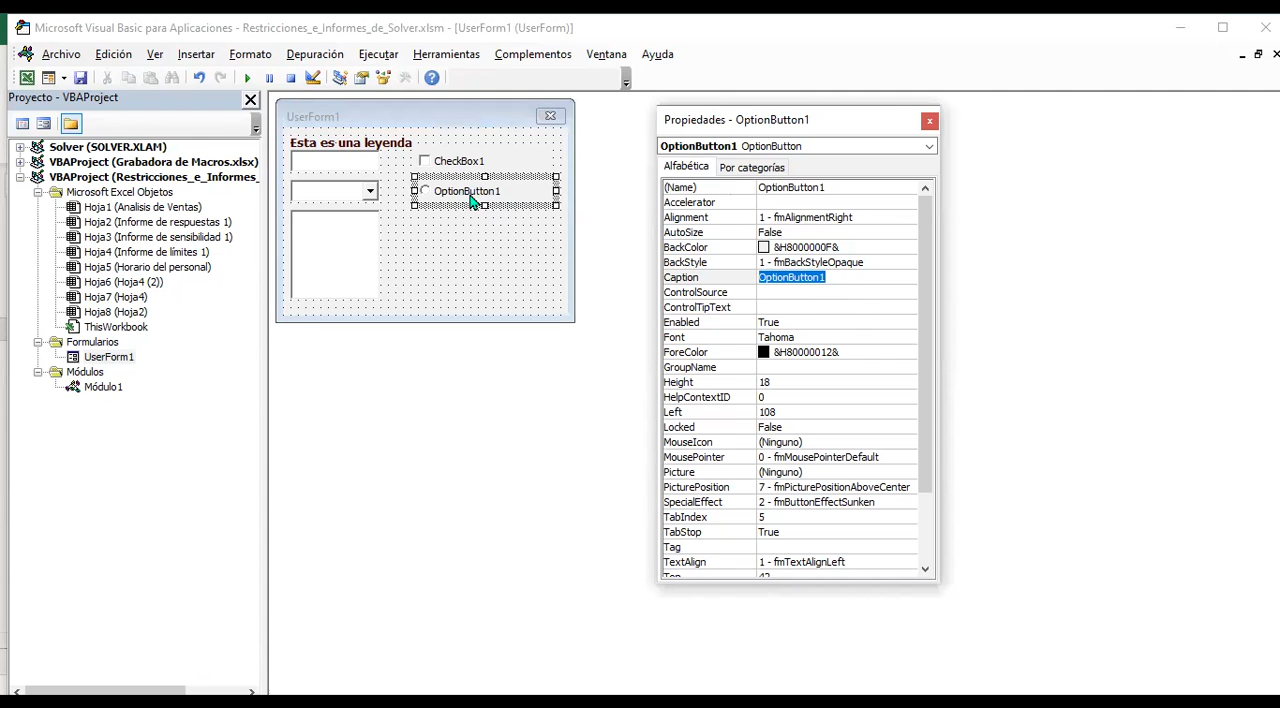 Microsoft Visual Basic para Aplicaciones - Restricciones_e_Informes_de_Solver.xlsm - [UserForm1 (UserForm)]
Archivo Edición Ver Insertar Formato Depuración Ejecutar Herramientas Complementos Ventana Ayuda
Proyecto - VBAProject
Solver (SOLVER.XLAM)
VBAProject (Grabadora de Macros.xlsx)
VBAProject (Restricciones_e_Informes_
Microsoft Excel Objetos
Hoja1 (Analisis de Ventas)
Hoja2 (Informe de respuestas 1)
Hoja3 (Informe de sensibilidad 1)
Hoja4 (Informe de límites 1)
Hoja5 (Horario del personal)
Hoja6 (Hoja4 (2))
Hoja7 (Hoja4)
Hoja8 (Hoja2)
ThisWorkbook
Formularios
UserForm1
Módulos
Módulo1
UserForm1
Esta es una leyenda
CheckBox1
OptionButton1
Propiedades - OptionButton1
OptionButton1 OptionButton
Alfabética Por categorías
(Name) OptionButton1
Accelerator
Alignment 1 - fmAlignmentRight
AutoSize False
BackColor &H8000000F&
BackStyle 1 - fmBackStyleOpaque
Caption OptionButton1
ControlSource
ControlTipText
Enabled True
Font Tahoma
ForeColor &H80000012&
GroupName
Height 18
HelpContextID 0
Left 108
Locked False
MouseIcon (Ninguno)
MousePointer 0 - fmMousePointerDefault
Picture (Ninguno)
PicturePosition 7 - fmPicturePositionAboveCenter
SpecialEffect 2 - fmButtonEffectSunken
TabIndex 5
TabStop True
Tag
TextAlign 1 - fmTextAlignLeft
Top 42